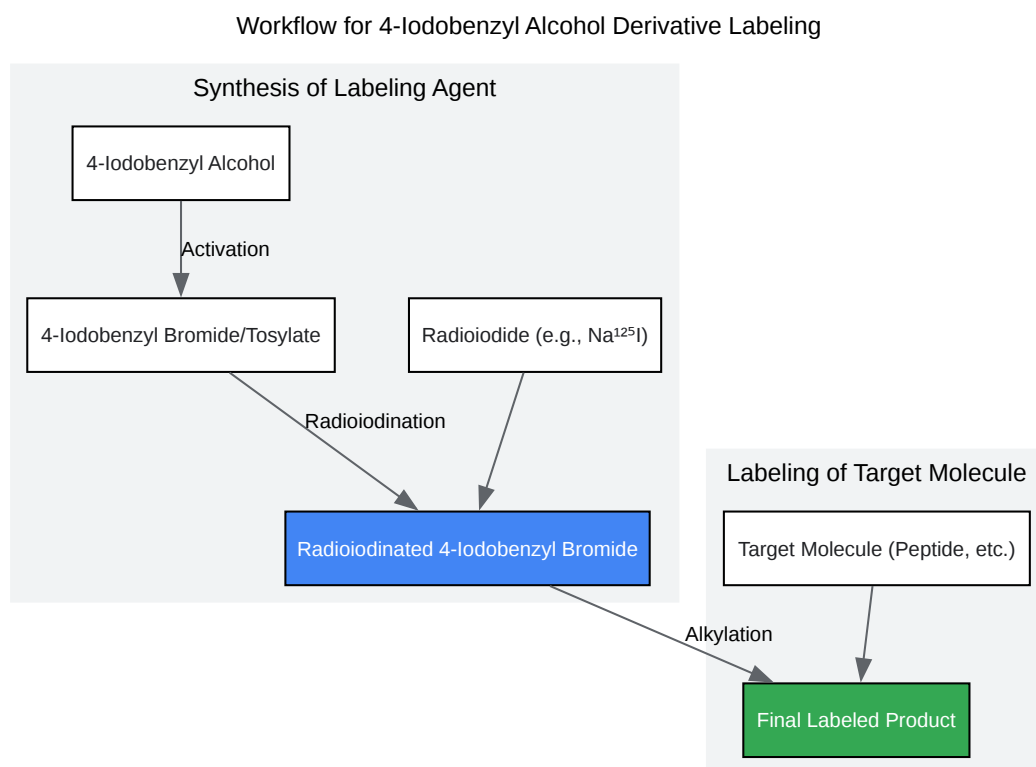 Workflow for 4-Iodobenzyl Alcohol Derivative Labeling
Synthesis of Labeling Agent
4-Iodobenzyl Alcohol
Activation
4-Iodobenzyl Bromide/Tosylate
Radioiodide (e.g., Na¹²⁵I)
Radioiodination
Radioiodinated 4-Iodobenzyl Bromide
Labeling of Target Molecule
Target Molecule (Peptide, etc.)
Alkylation
Final Labeled Product